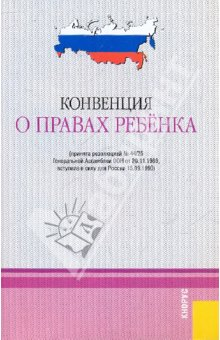 КОНВЕНЦИЯ
О ПРАВАХ РЕБЁНКА
(принята резолюцией № 44/25
Генеральной Ассамблеи ООН от 20.11.1989,
вступила в силу для России 15.09.1990)
КНОРУС